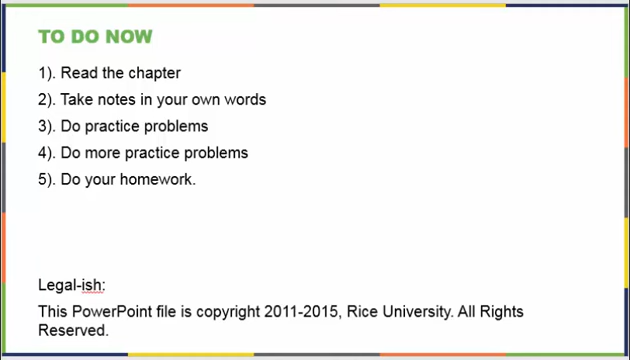 TO DO NOW
1). Read the chapter
2). Take notes in your own words
3). Do practice problems
4). Do more practice problems
5). Do your homework.
Legal-ish:
This PowerPoint file is copyright 2011-2015, Rice University. All Rights
Reserved.